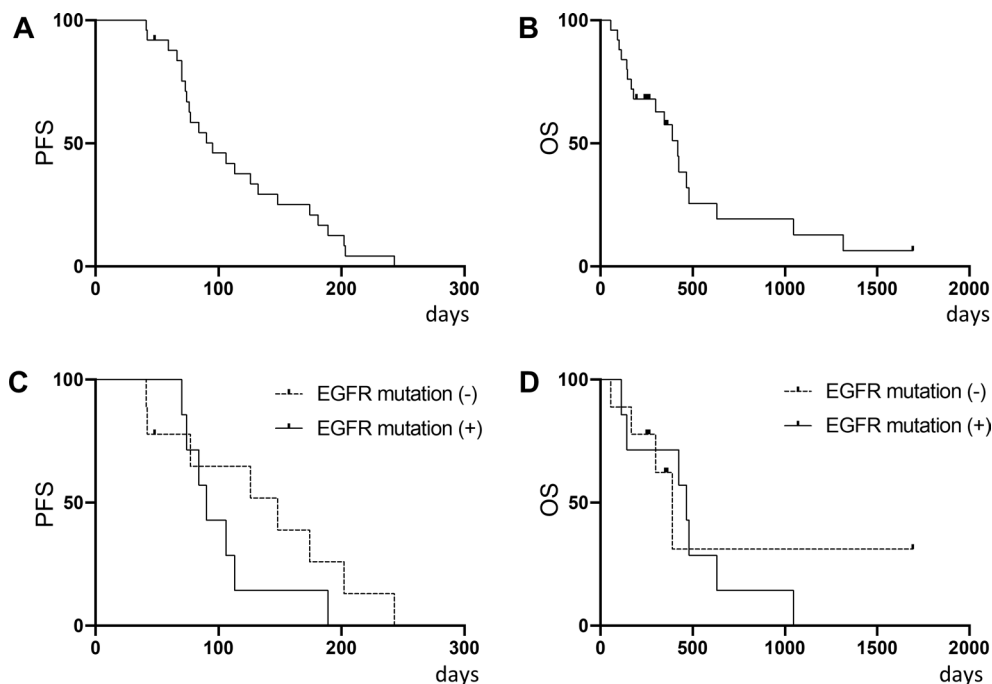 A
100
50
0
PFS
0 100 200 300
days
B
100
50
0
OS
0 500 1000 1500 2000
days
C
100
50
0
PFS
EGFR mutation (-)
EGFR mutation (+)
0 100 200 300
days
D
100
50
0
OS
EGFR mutation (-)
EGFR mutation (+)
0 500 1000 1500 2000
days